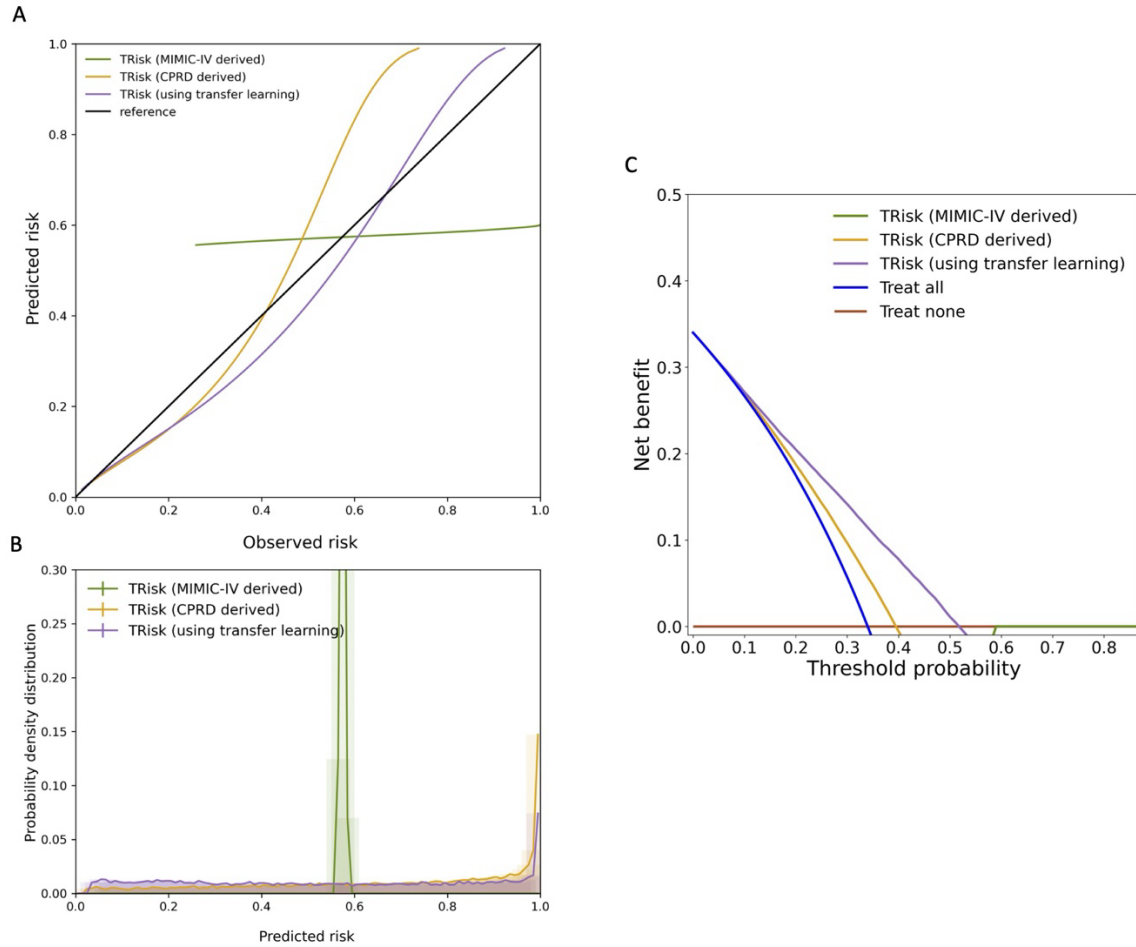 A
1.0
0.8
0.6
0.4
0.2
0.0
Predicted risk
TRisk (MIMIC-IV derived)
TRisk (CPRD derived)
TRisk (using transfer learning)
reference
0.0 0.2 0.4 0.6 0.8 1.0
Observed risk
B
0.30
0.25
0.20
0.15
0.10
0.05
0.00
Probability density distribution
TRisk (MIMIC-IV derived)
TRisk (CPRD derived)
TRisk (using transfer learning)
0.0 0.2 0.4 0.6 0.8 1.0
Predicted risk
C
0.5
0.4
0.3
0.2
0.1
0.0
Net benefit
TRisk (MIMIC-IV derived)
TRisk (CPRD derived)
TRisk (using transfer learning)
Treat all
Treat none
0.0 0.1 0.2 0.3 0.4 0.5 0.6 0.7 0.8
Threshold probability